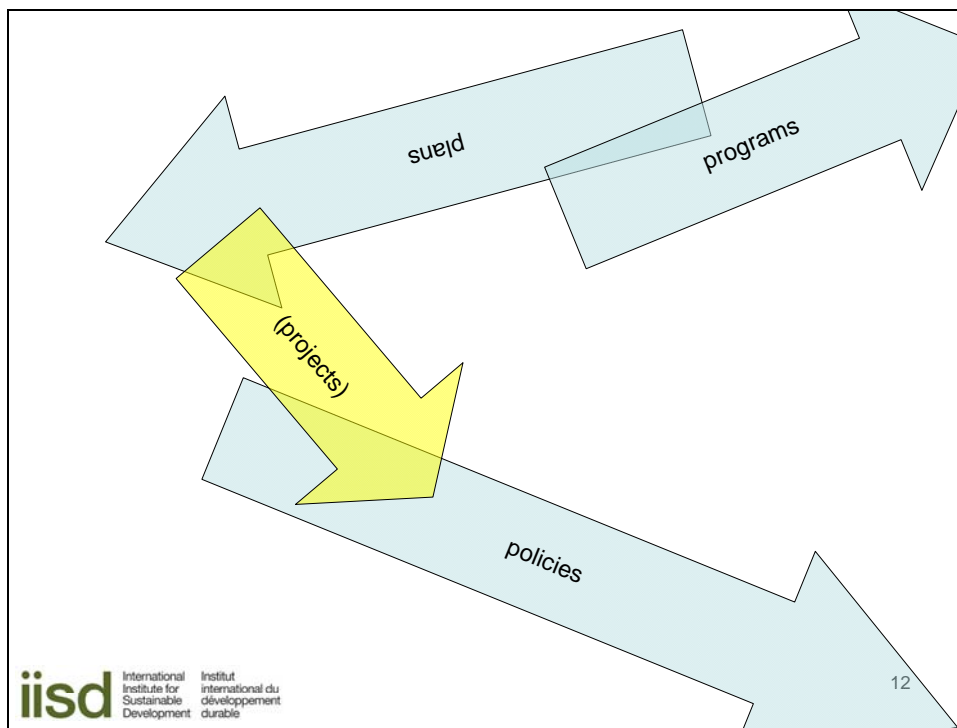 plans
programs
(projects)
policies
iisd
International
Institute for
Sustainable
Development
Institut
international du
développement
durable
12